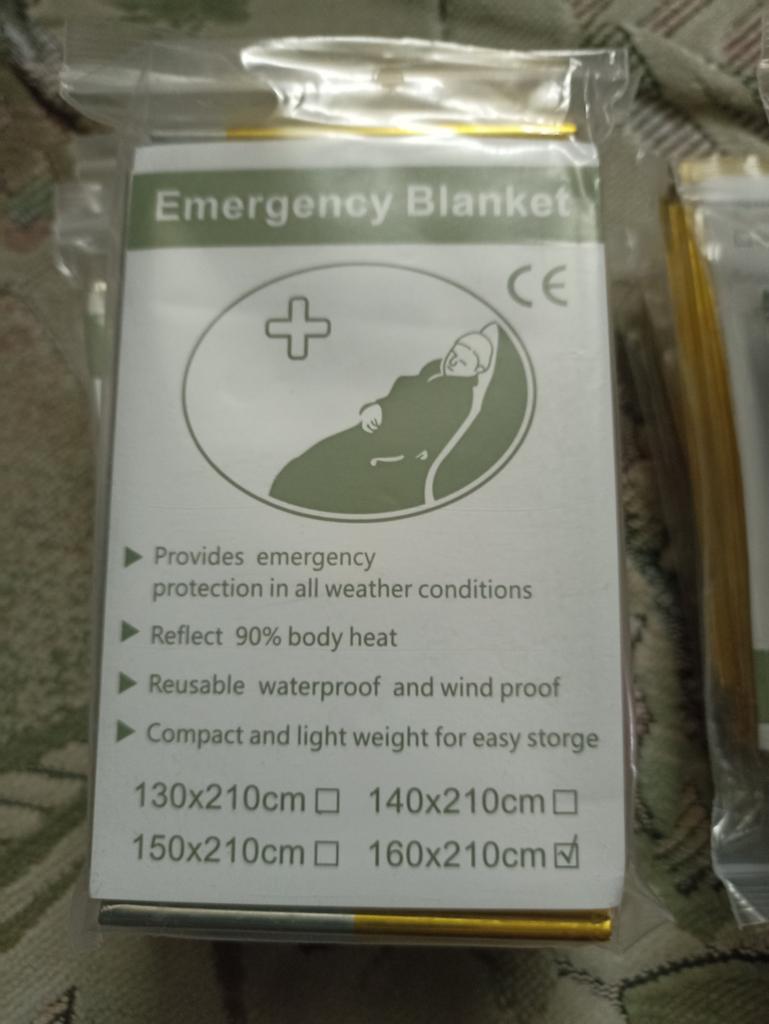 Emergency Blanket
CE
Provides emergency
protection in all weather conditions
Reflect 90% body heat
Reusable waterproof and wind proof
Compact and light weight for easy storge
130x210cm☐ 140x210cm☐
150x210cm☐ 160x210cm☑